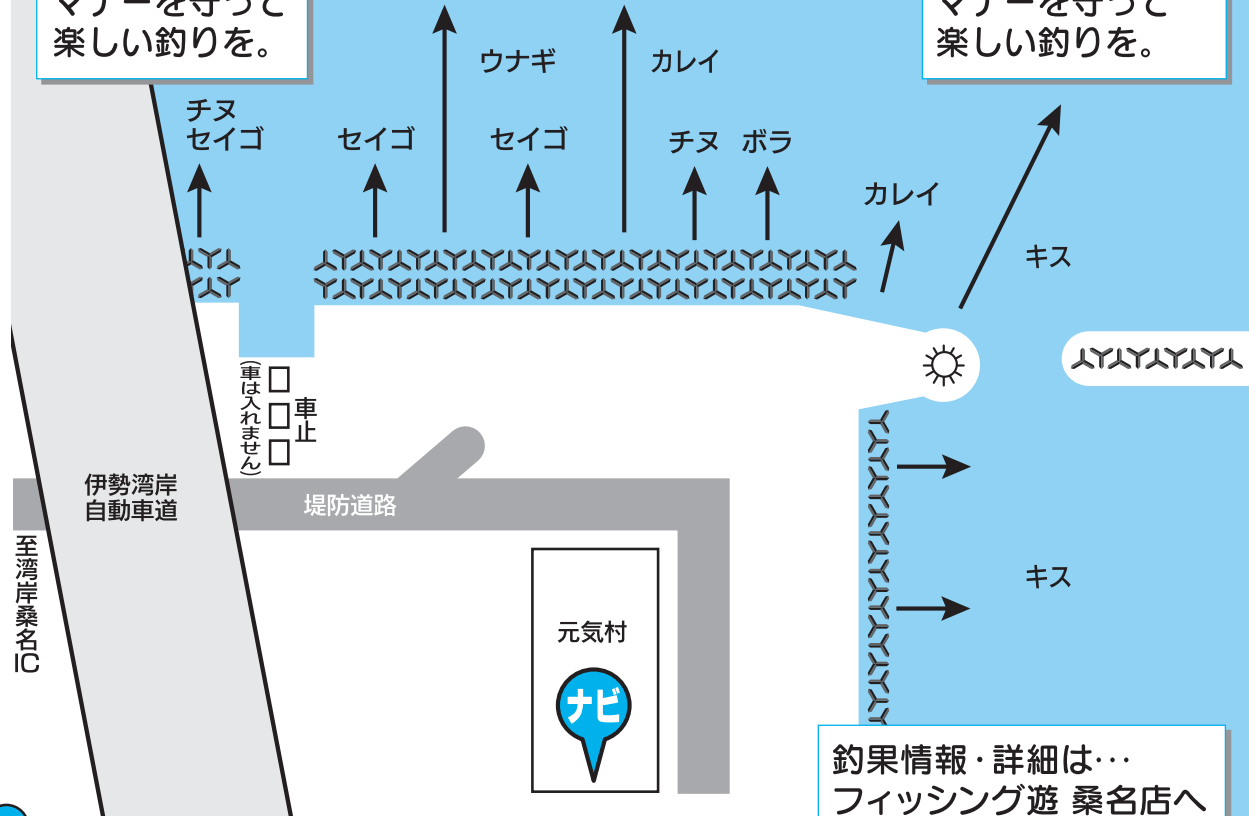 マナーを守って
楽しい釣りを。
マナーを守って
楽しい釣りを。
ウナギ
カレイ
チヌ
セイゴ
セイゴ
セイゴ
チヌ
ボラ
カレイ
キス
(車は入れません)
車止
伊勢湾岸
自動車道
堤防道路
至湾岸桑名IC
キス
元気村
ナビ
釣果情報・詳細は…
フィッシング遊 桑名店へ